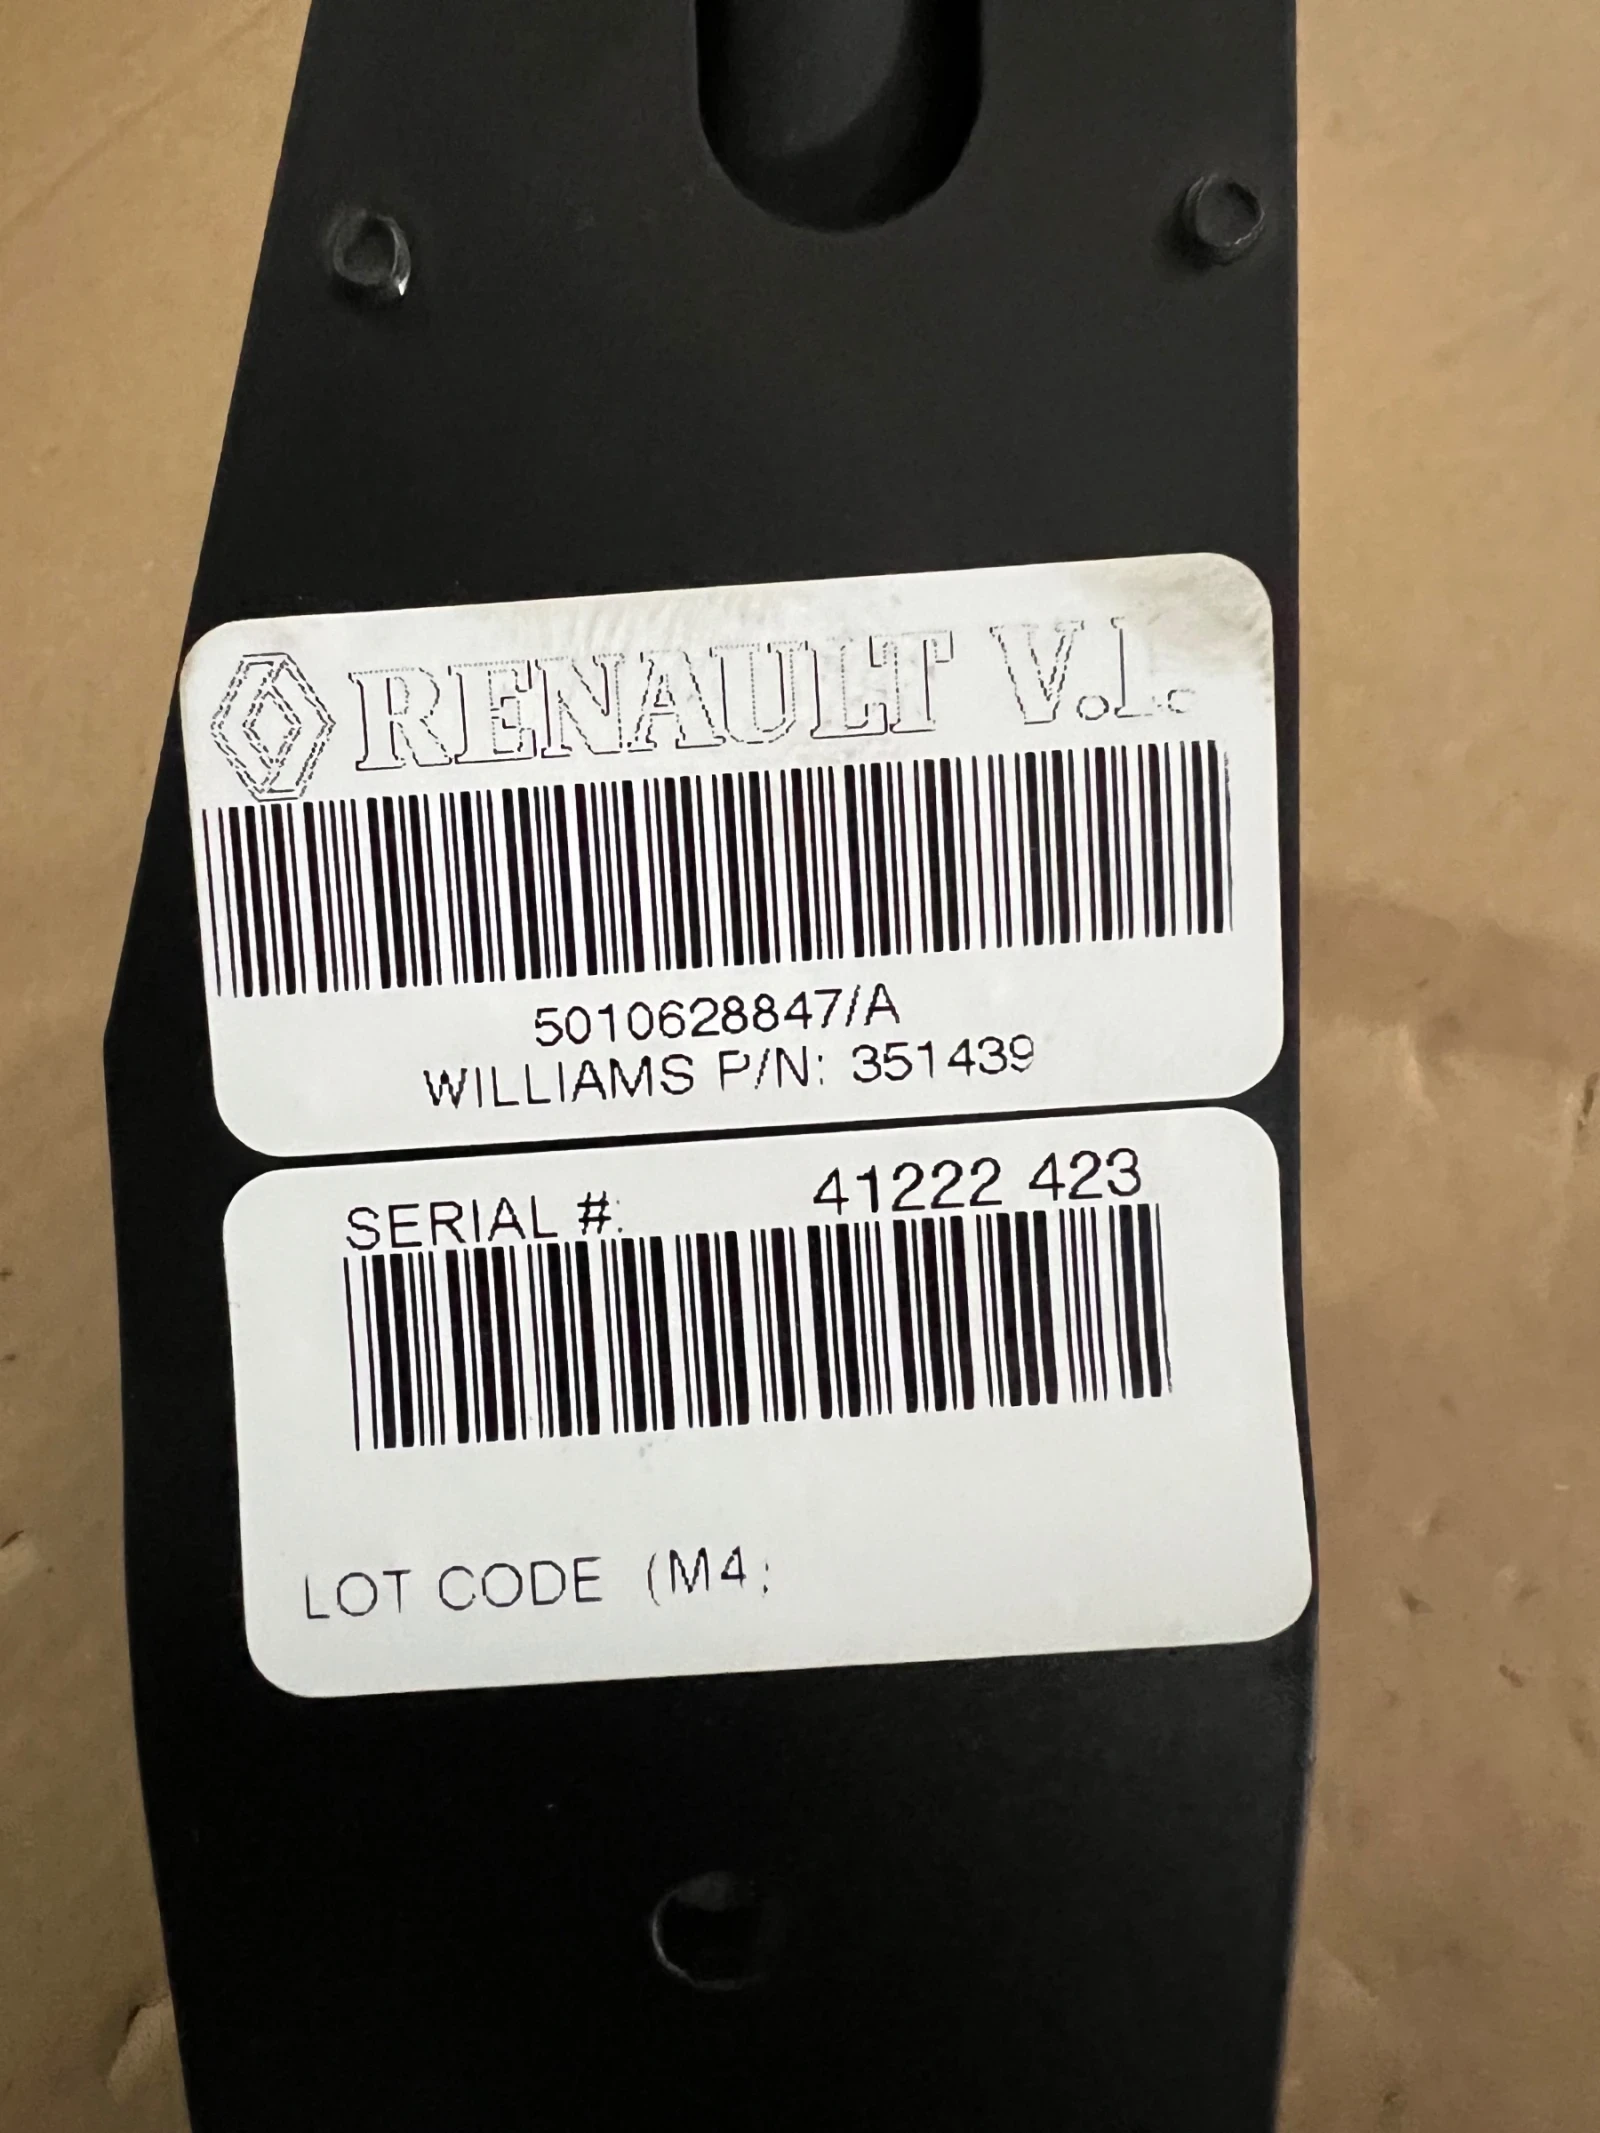 RENAULT V.I.
5010628847/A
WILLIAMS P/N: 351439
SERIAL #: 41222 423
LOT CODE (M4)